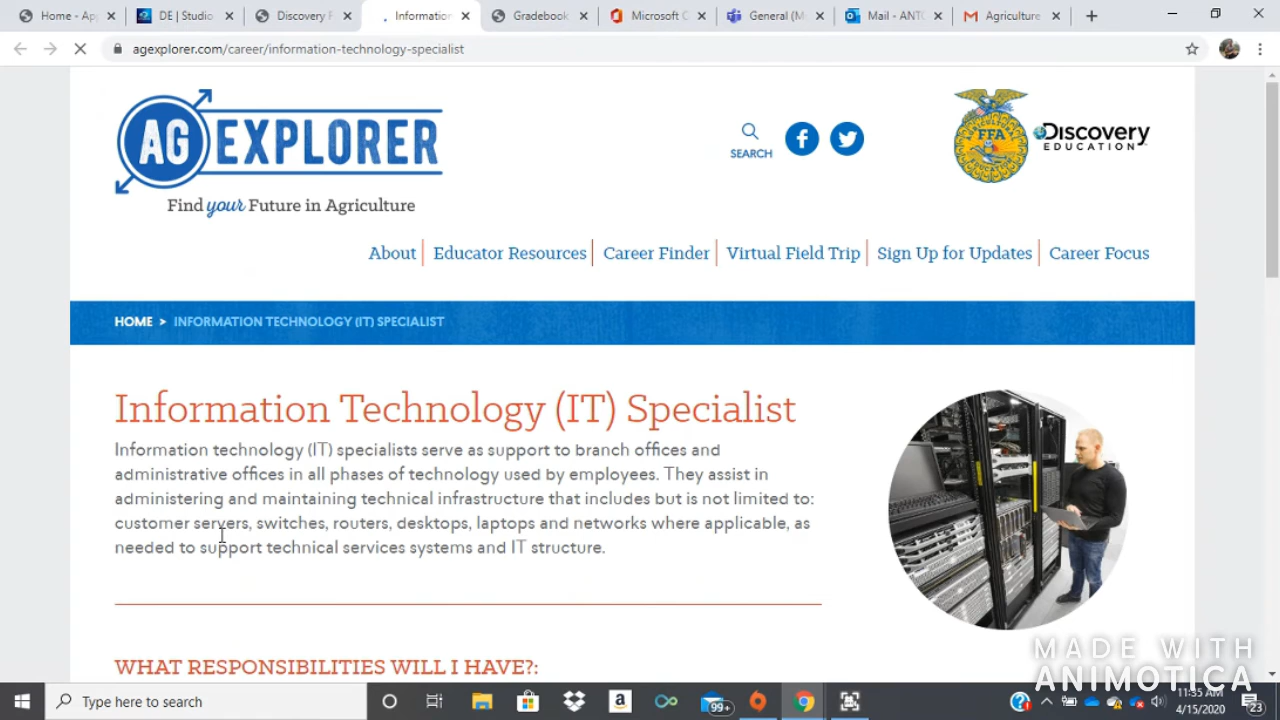 Home - Ap
DE | Studio
Discovery F
Information
Gradebook
Microsoft C
General (M
Mail - ANT
Agriculture
agexplorer.com/career/information-technology-specialist
AG EXPLORER
Find your Future in Agriculture
SEARCH
FFA
Discovery
EDUCATION
About
Educator Resources
Career Finder
Virtual Field Trip
Sign Up for Updates
Career Focus
HOME > INFORMATION TECHNOLOGY (IT) SPECIALIST
Information Technology (IT) Specialist
Information technology (IT) specialists serve as support to branch offices and
administrative offices in all phases of technology used by employees. They assist in
administering and maintaining technical infrastructure that includes but is not limited to:
customer servers, switches, routers, desktops, laptops and networks where applicable, as
needed to support technical services systems and IT structure.
WHAT RESPONSIBILITIES WILL I HAVE?:
MADE WITH
ANIMOTICA
Type here to search
99+
11:35 AM
4/15/2020
23